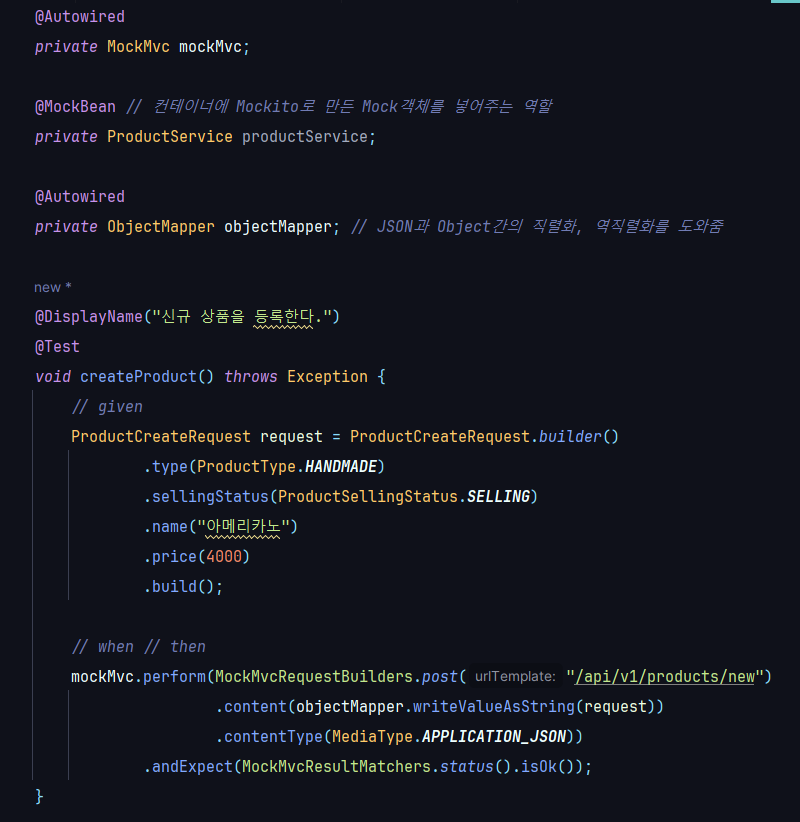 @Autowired
private MockMvc mockMvc;
@MockBean // 컨테이너에 Mockito로 만든 Mock객체를 넣어주는 역할
private ProductService productService;
@Autowired
private ObjectMapper objectMapper; // JSON과 Object간의 직렬화, 역직렬화를 도와줌
new *
@DisplayName("신규 상품을 등록한다.")
@Test
void createProduct() throws Exception {
// given
ProductCreateRequest request = ProductCreateRequest.builder()
.type(ProductType.HANDMADE)
.sellingStatus(ProductSellingStatus.SELLING)
.name("아메리카노")
.price(4000)
.build();
// when // then
mockMvc.perform(MockMvcRequestBuilders.post( urlTemplate: "/api/v1/products/new")
.content(objectMapper.writeValueAsString(request))
.contentType(MediaType.APPLICATION_JSON))
.andExpect(MockMvcResultMatchers.status().isOk());
}